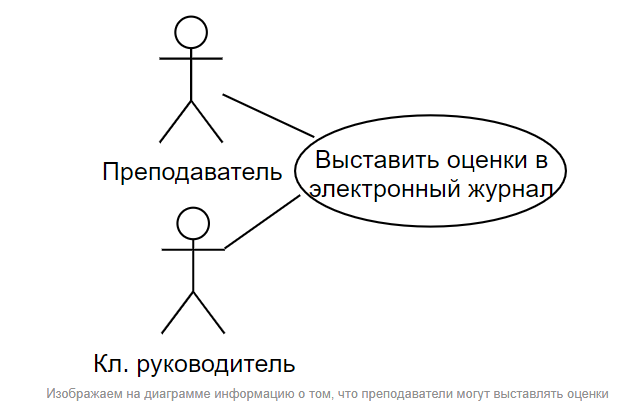 Выставить оценки в
электронный журнал
Преподаватель
Кл. руководитель
Изображаем на диаграмме информацию о том, что преподаватели могут выставлять оценки